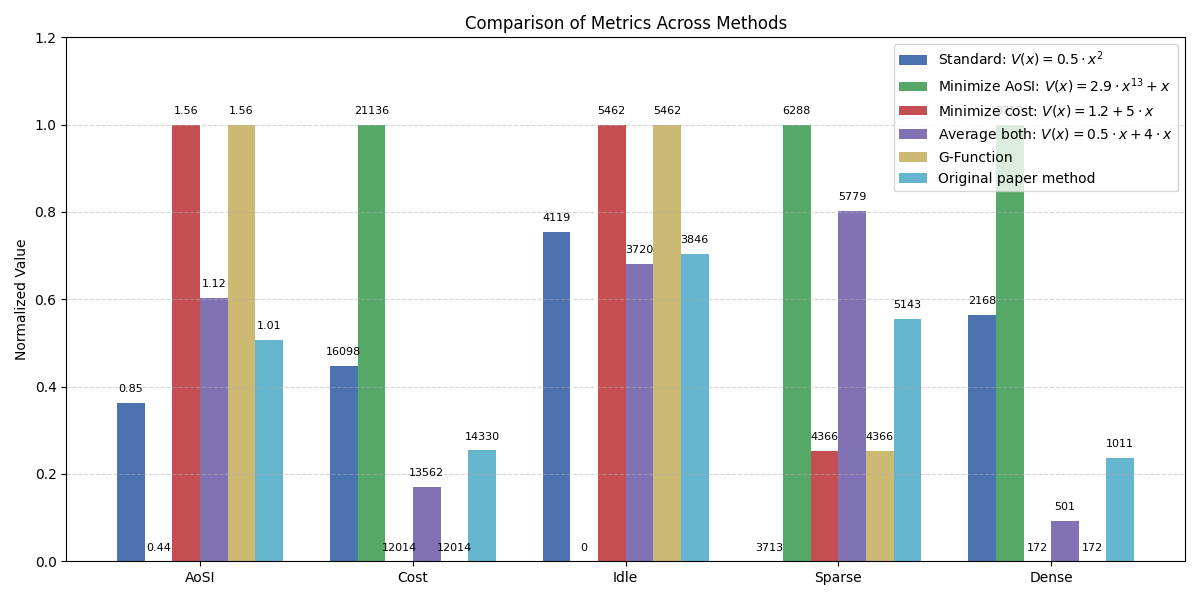 Comparison of Metrics Across Methods
Normalized Value
1.2
1.0
0.8
0.6
0.4
0.2
0.0
Standard: V(x) = 0.5 · x²
Minimize AoSI: V(x) = 2.9 · x¹³ + x
Minimize cost: V(x) = 1.2 + 5 · x
Average both: V(x) = 0.5 · x + 4 · x
G-Function
Original paper method
0.85
0.44
1.56
1.12
1.56
1.01
16098
21136
12014
13562
12014
14330
4119
0
5462
3720
5462
3846
3713
6288
4366
5779
4366
5143
2168
172
501
172
1011
AoSI
Cost
Idle
Sparse
Dense